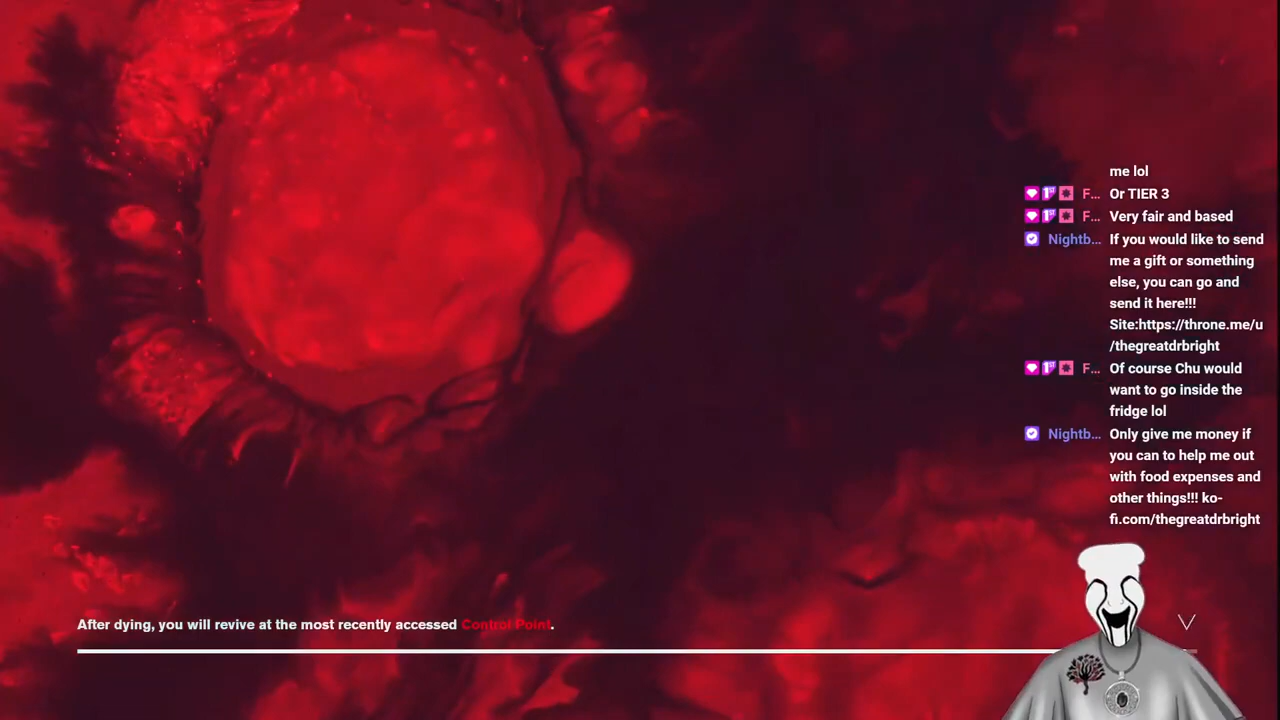 me lol
F... Or TIER 3
F... Very fair and based
Nightb... If you would like to send
me a gift or something
else, you can go and
send it here!!!
Site:https://throne.me/u
/thegreatdrbright
F... Of course Chu would
want to go inside the
fridge lol
Nightb... Only give me money if
you can to help me out
with food expenses and
other things!!! ko-
fi.com/thegreatdrbright
After dying, you will revive at the most recently accessed Control Point.